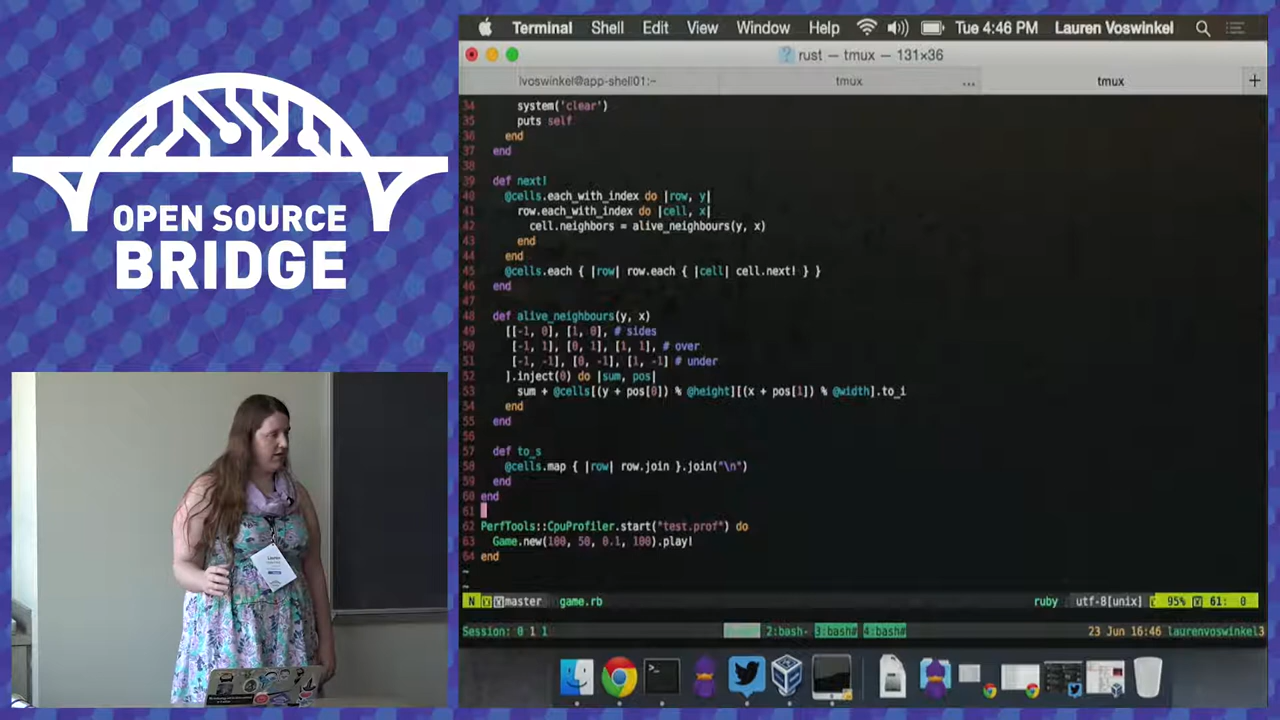 OPEN SOURCE
BRIDGE
Terminal Shell Edit View Window Help Tue 4:46 PM Lauren Voswinkel
rust — tmux — 131×36
lvoswinkel@app-shell01:~ tmux ... tmux +
34 system('clear')
35 puts self
36 end
37 end
38
39 def next!
40 @cells.each_with_index do |row, y|
41 row.each_with_index do |cell, x|
42 cell.neighbors = alive_neighbours(y, x)
43 end
44 end
45 @cells.each { |row| row.each { |cell| cell.next! } }
46 end
47
48 def alive_neighbours(y, x)
49 [[-1, 0], [1, 0], # sides
50 [-1, 1], [0, 1], [1, 1], # over
51 [-1, -1], [0, -1], [1, -1] # under
52 ].inject(0) do |sum, pos|
53 sum + @cells[(y + pos[0]) % @height][(x + pos[1]) % @width].to_i
54 end
55 end
56
57 def to_s
58 @cells.map { |row| row.join }.join("\n")
59 end
60 end
61
62 PerfTools::CpuProfiler.start("test.prof") do
63 Game.new(100, 50, 0.1, 100).play!
64 end
~
~
N master game.rb ruby utf-8[unix] 95% 61: 0
Session: 0 1 1 2:bash- 3:bash# 4:bash# 23 Jun 16:46 laurenvoswinkel3
Lauren